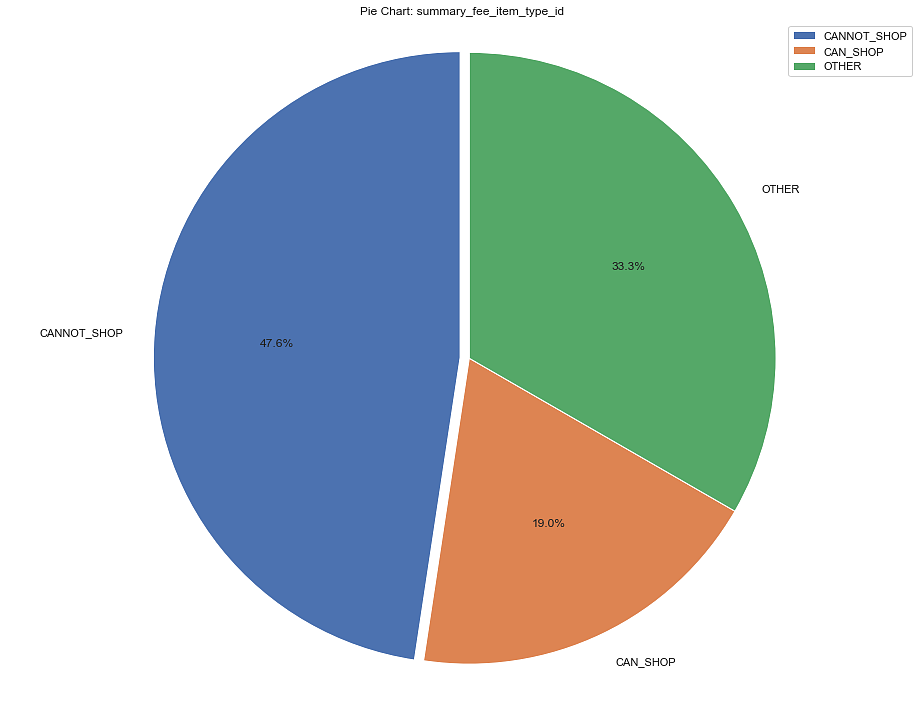 Pie Chart: summary_fee_item_type_id
CANNOT_SHOP
CAN_SHOP
OTHER
OTHER
33.3%
CANNOT_SHOP
47.6%
19.0%
CAN_SHOP